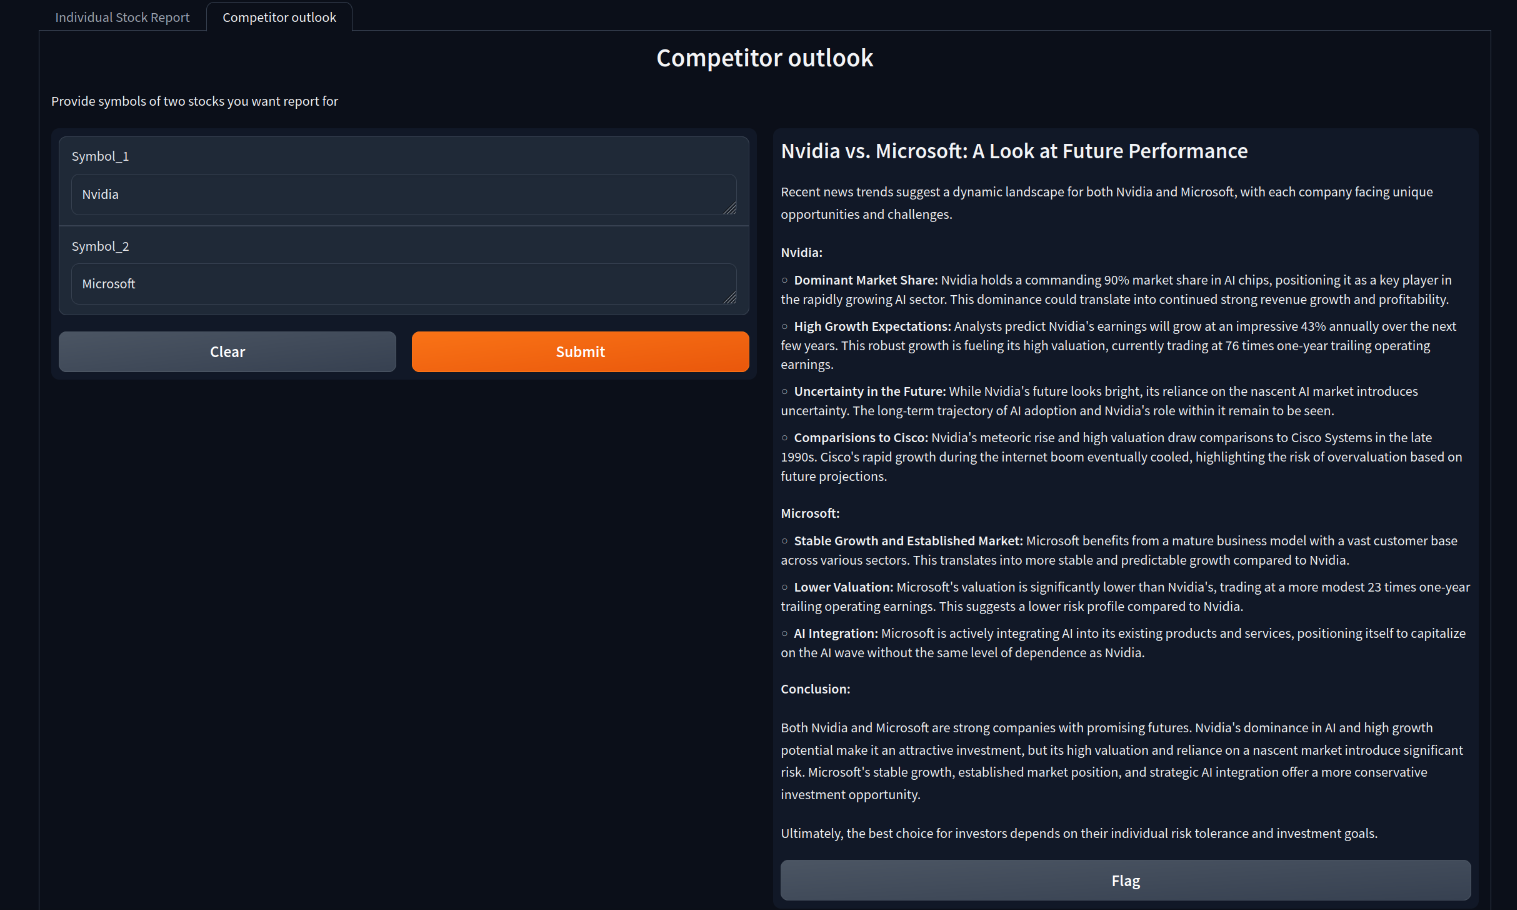 Individual Stock Report
Competitor outlook
Competitor outlook
Provide symbols of two stocks you want report for
Symbol_1
Nvidia
Symbol_2
Microsoft
Clear
Submit
Nvidia vs. Microsoft: A Look at Future Performance
Recent news trends suggest a dynamic landscape for both Nvidia and Microsoft, with each company facing unique
opportunities and challenges.
Nvidia:
○ Dominant Market Share: Nvidia holds a commanding 90% market share in AI chips, positioning it as a key player in
the rapidly growing AI sector. This dominance could translate into continued strong revenue growth and profitability.
○ High Growth Expectations: Analysts predict Nvidia's earnings will grow at an impressive 43% annually over the next
few years. This robust growth is fueling its high valuation, currently trading at 76 times one-year trailing operating
earnings.
○ Uncertainty in the Future: While Nvidia's future looks bright, its reliance on the nascent AI market introduces
uncertainty. The long-term trajectory of AI adoption and Nvidia's role within it remain to be seen.
○ Comparisions to Cisco: Nvidia's meteoric rise and high valuation draw comparisons to Cisco Systems in the late
1990s. Cisco's rapid growth during the internet boom eventually cooled, highlighting the risk of overvaluation based on
future projections.
Microsoft:
○ Stable Growth and Established Market: Microsoft benefits from a mature business model with a vast customer base
across various sectors. This translates into more stable and predictable growth compared to Nvidia.
○ Lower Valuation: Microsoft's valuation is significantly lower than Nvidia's, trading at a more modest 23 times one-year
trailing operating earnings. This suggests a lower risk profile compared to Nvidia.
○ AI Integration: Microsoft is actively integrating AI into its existing products and services, positioning itself to capitalize
on the AI wave without the same level of dependence as Nvidia.
Conclusion:
Both Nvidia and Microsoft are strong companies with promising futures. Nvidia's dominance in AI and high growth
potential make it an attractive investment, but its high valuation and reliance on a nascent market introduce significant
risk. Microsoft's stable growth, established market position, and strategic AI integration offer a more conservative
investment opportunity.
Ultimately, the best choice for investors depends on their individual risk tolerance and investment goals.
Flag